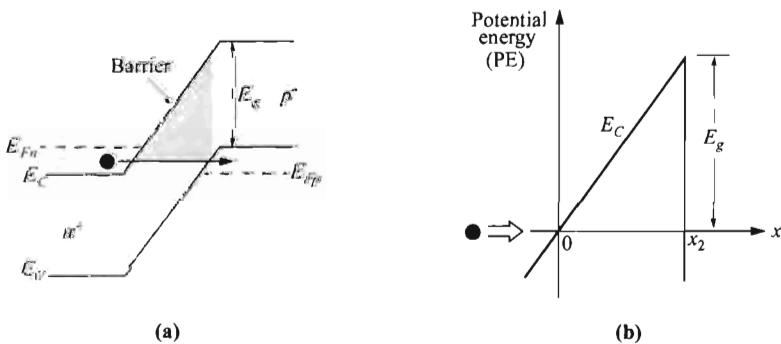 Barrier
E_g
p⁺
E_Fn
E_C
E_Fp
n⁺
E_V
(a)
Potential
energy
(PE)
E_C
E_g
0
x_2
x
(b)